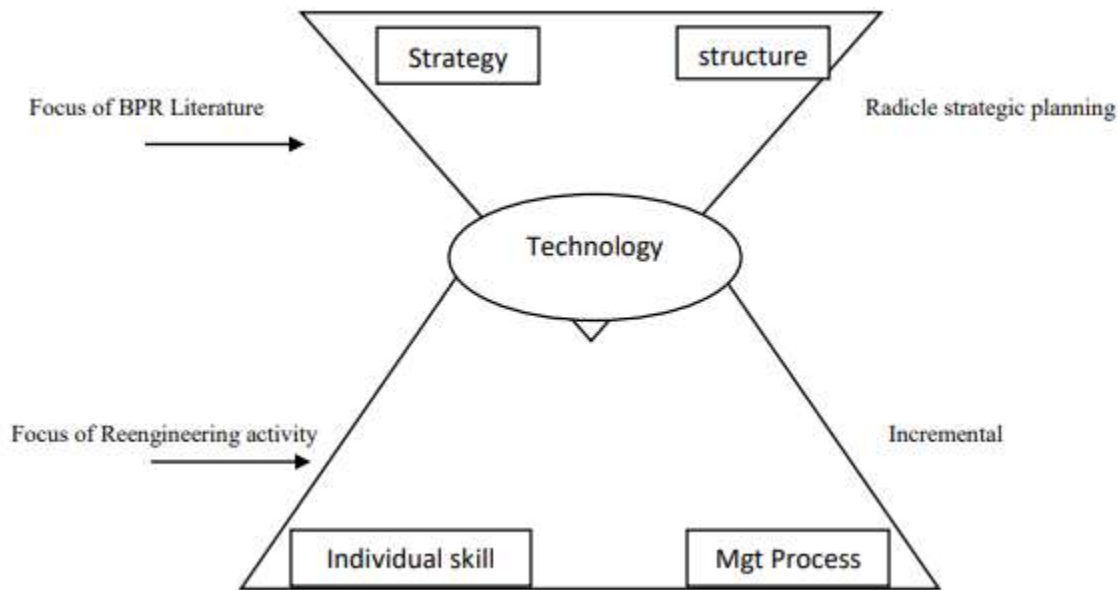 Strategy
structure
Focus of BPR Literature
Radicle strategic planning
Technology
Focus of Reengineering activity
Incremental
Individual skill
Mgt Process